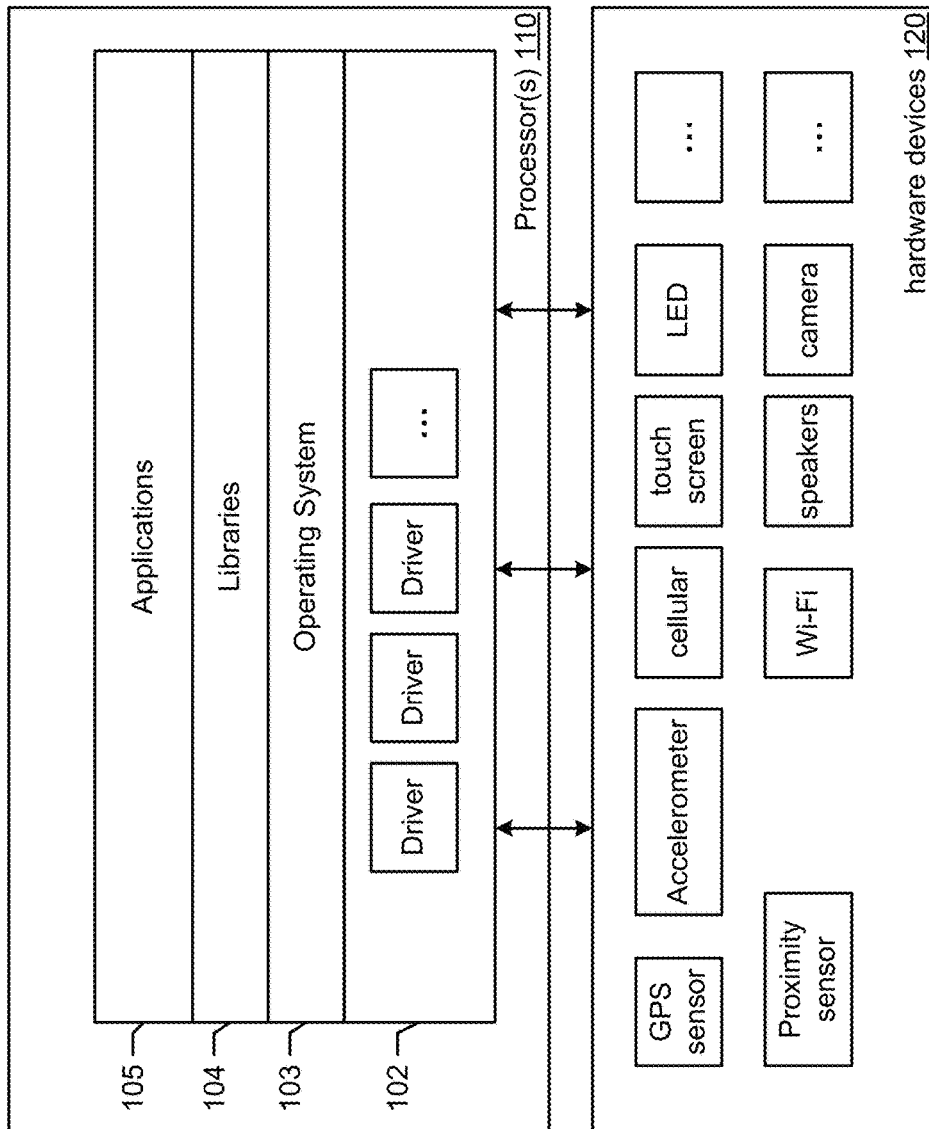 105
Applications
104
Libraries
103
Operating System
102
Driver
Driver
Driver
...
Processor(s) 110
GPS
sensor
Accelerometer
cellular
touch
screen
LED
...
Proximity
sensor
Wi-Fi
speakers
camera
...
hardware devices 120